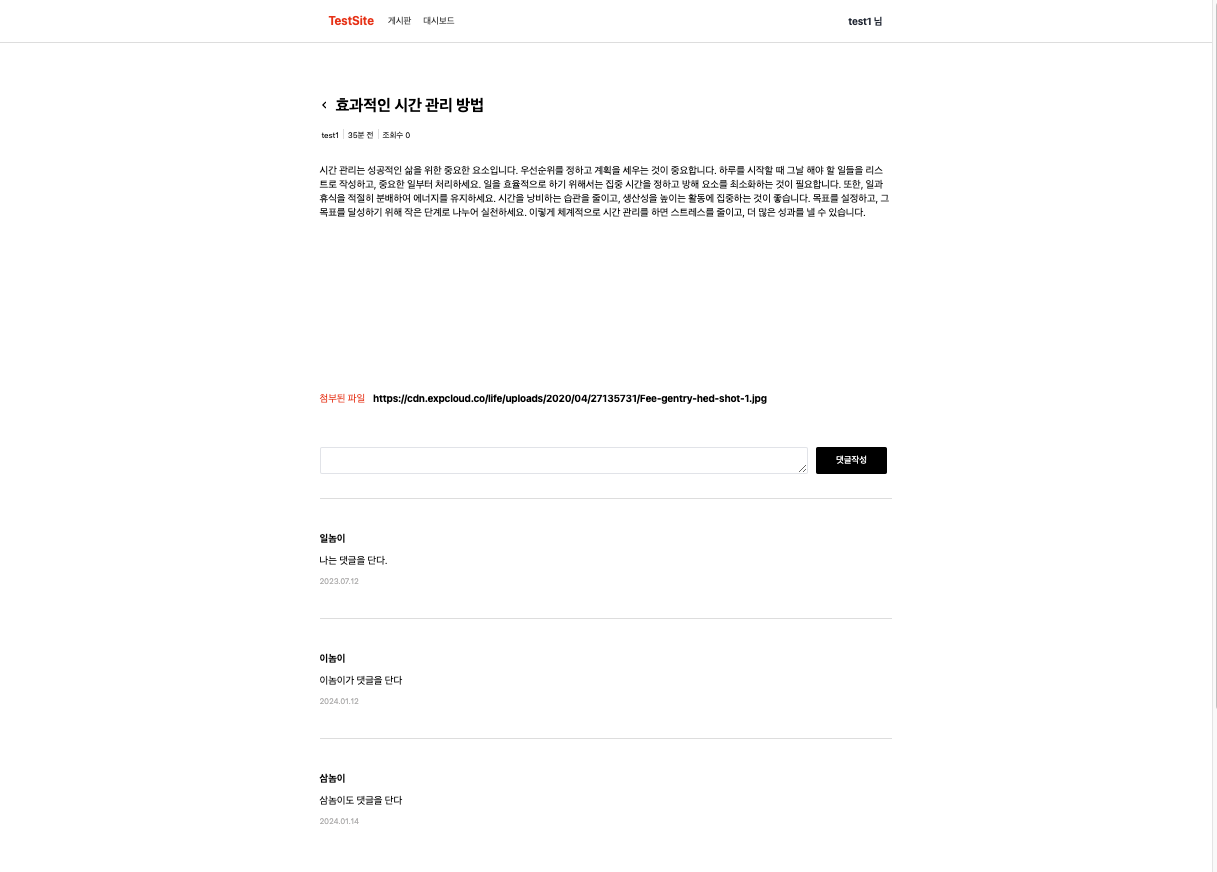 TestSite 게시판 대시보드 test1 님
효과적인 시간 관리 방법
test1 35분 전 조회수 0
시간 관리는 성공적인 삶을 위한 중요한 요소입니다. 우선순위를 정하고 계획을 세우는 것이 중요합니다. 하루를 시작할 때 그날 해야 할 일들을 리스
트로 작성하고, 중요한 일부터 처리하세요. 일을 효율적으로 하기 위해서는 집중 시간을 정하고 방해 요소를 최소화하는 것이 필요합니다. 또한, 일과
휴식을 적절히 분배하여 에너지를 유지하세요. 시간을 낭비하는 습관을 줄이고, 생산성을 높이는 활동에 집중하는 것이 좋습니다. 목표를 설정하고, 그
목표를 달성하기 위해 작은 단계로 나누어 실천하세요. 이렇게 체계적으로 시간 관리를 하면 스트레스를 줄이고, 더 많은 성과를 낼 수 있습니다.
첨부된 파일 https://cdn.expcloud.co/life/uploads/2020/04/27135731/Fee-gentry-hed-shot-1.jpg
댓글작성
일놈이
나는 댓글을 단다.
2023.07.12
이놈이
이놈이가 댓글을 단다
2024.01.12
삼놈이
삼놈이도 댓글을 단다
2024.01.14